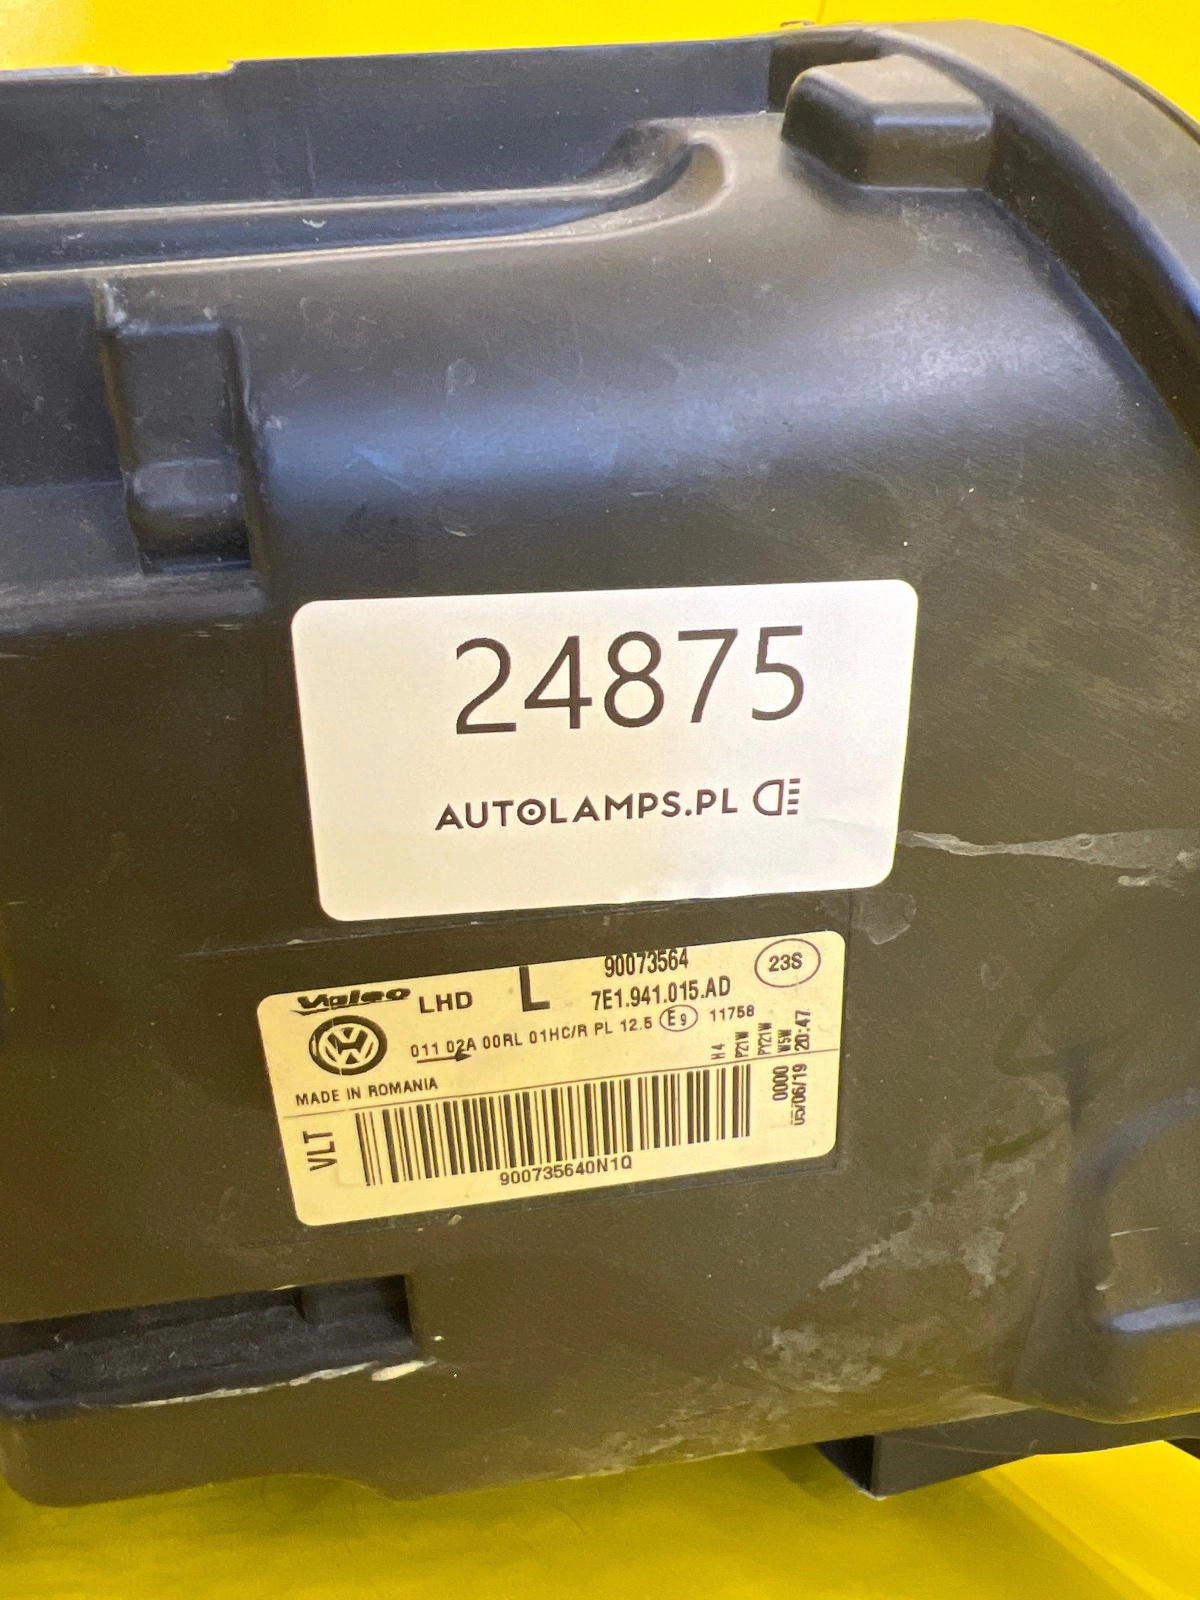 24875
AUTOLAMPS.PL
Valeo LHD L 90073564 23S
7E1.941.015.AD
011 02A 00RL 01HC/R PL 12.5 E9 11758
H4
P21W
PY21W
W5W
MADE IN ROMANIA
VLT
0000
05/06/19 20:47
900735640N1Q